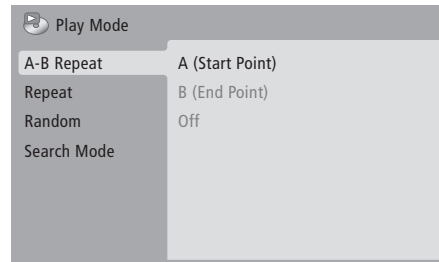 Play Mode
A-B Repeat
Repeat
Random
Search Mode
A (Start Point)
B (End Point)
Off